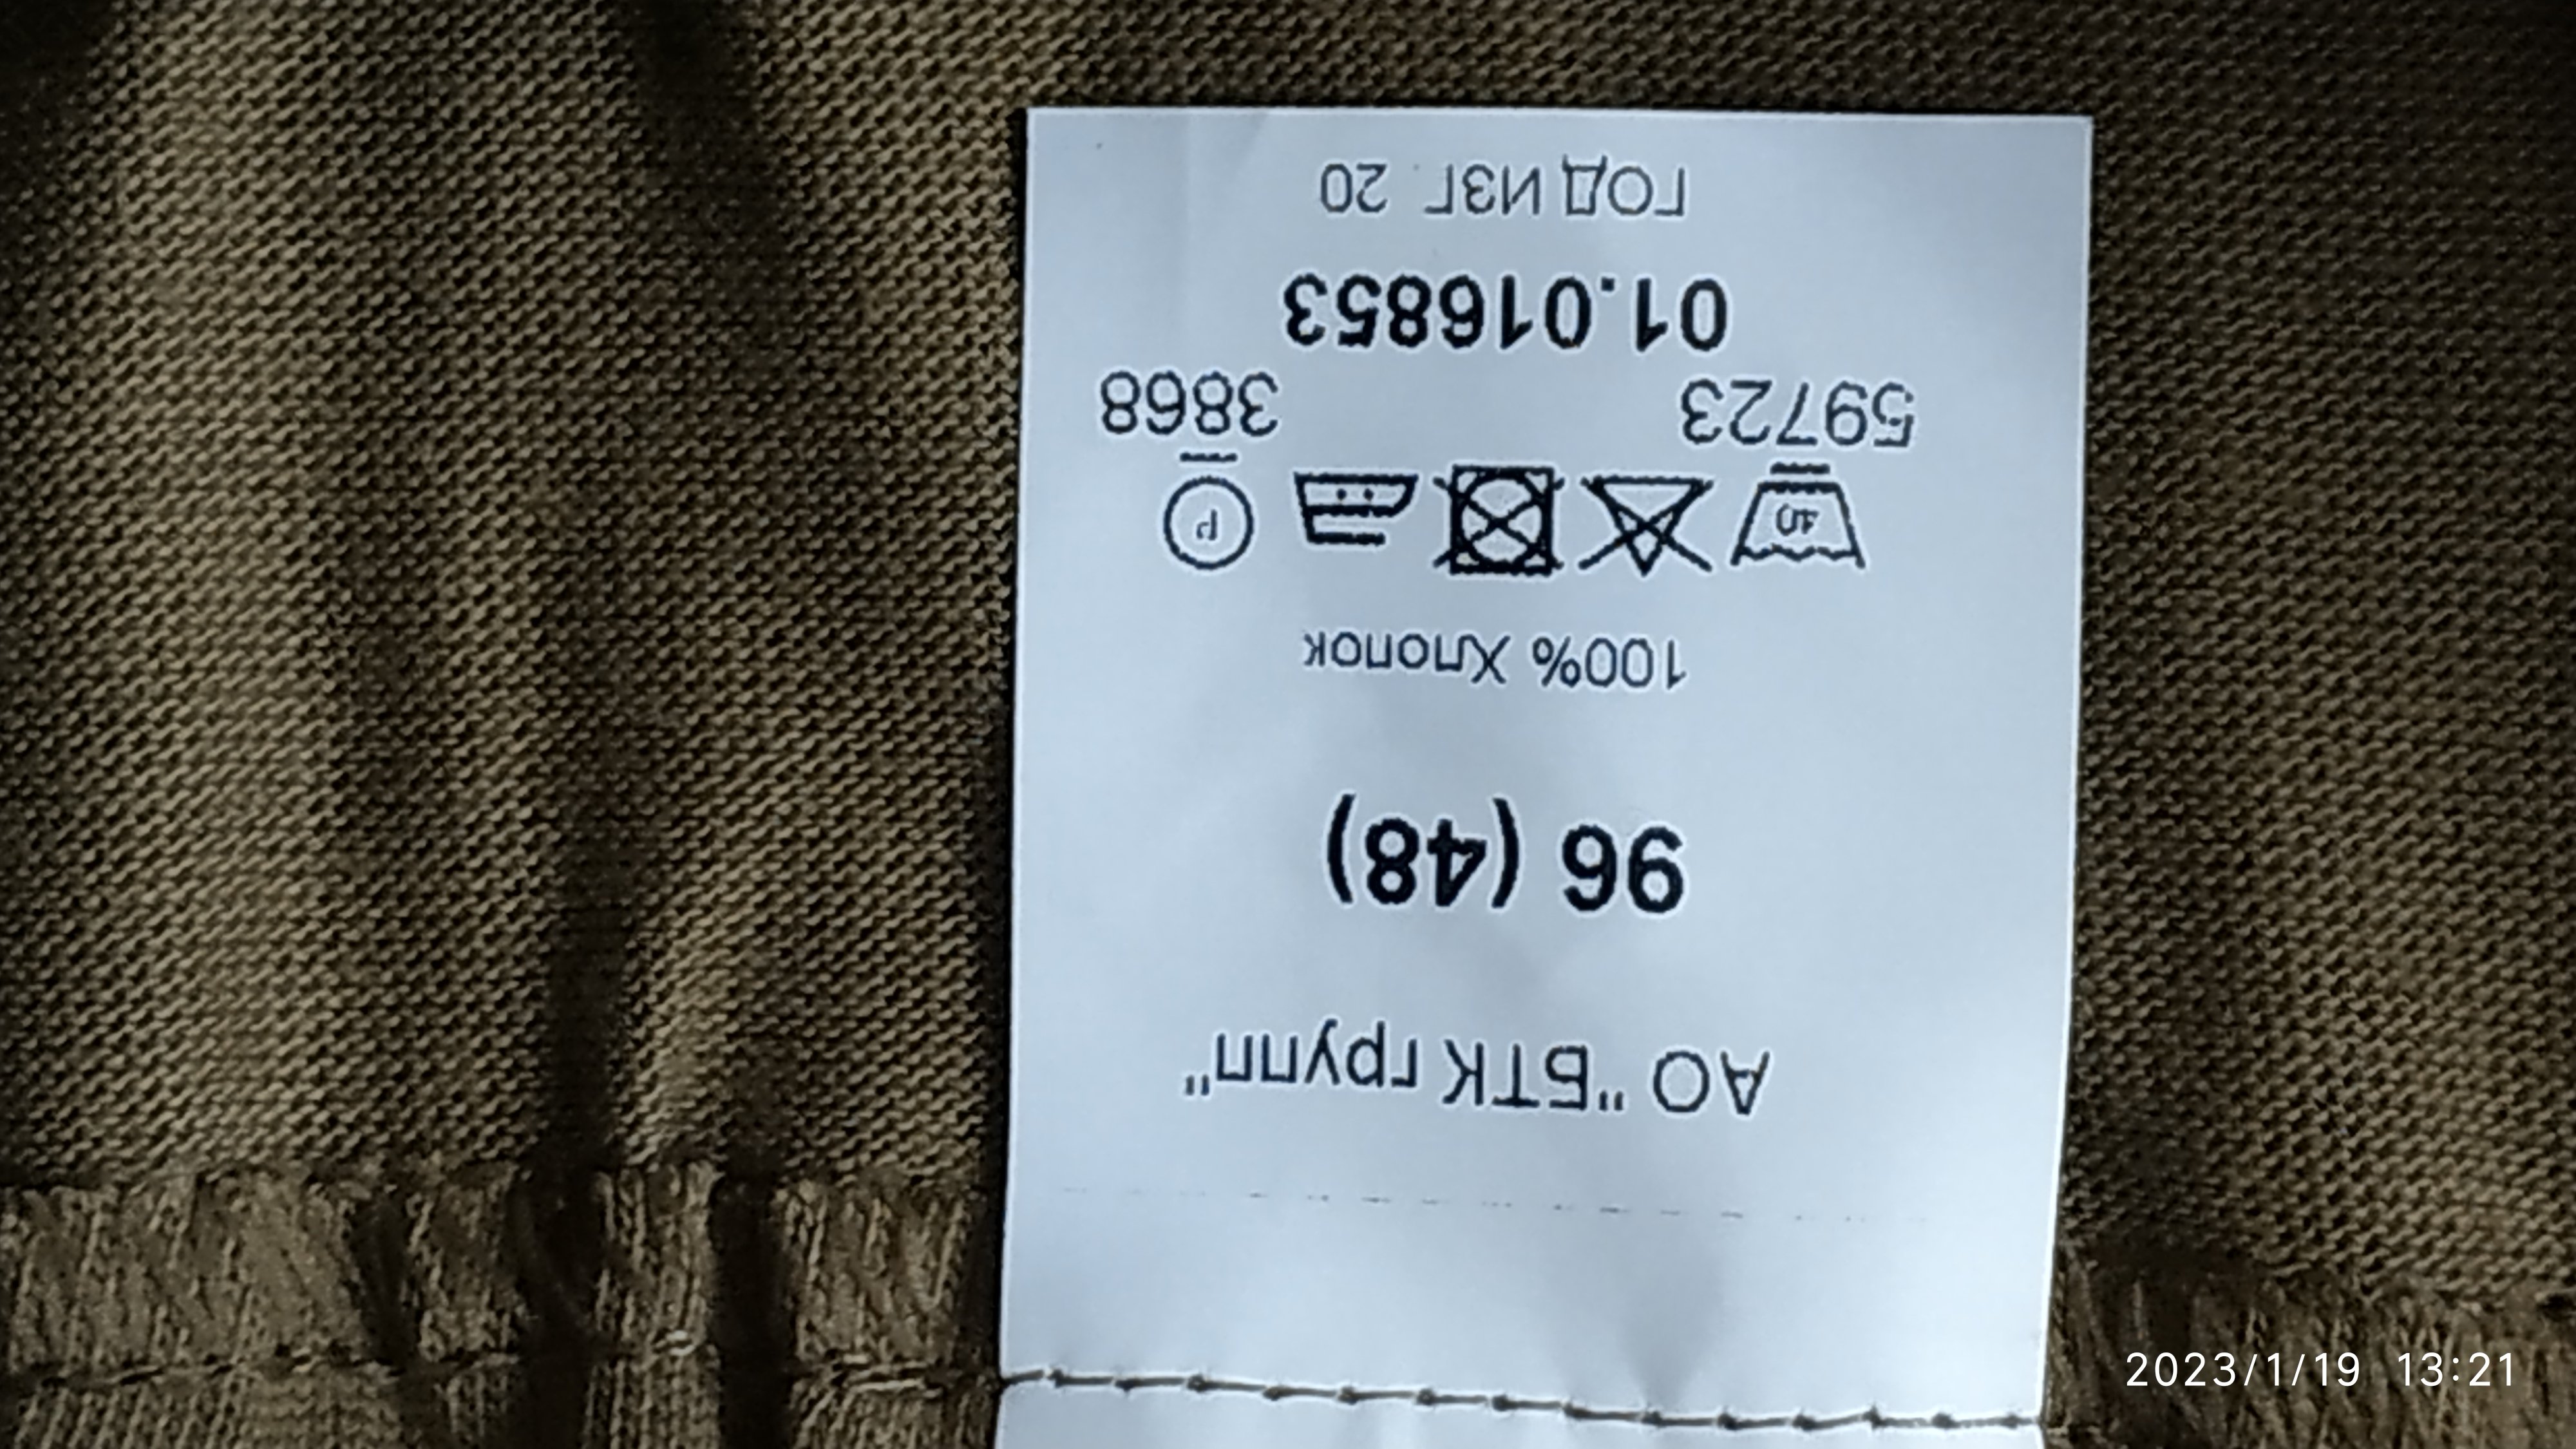 АО "БТК групп"
96 (48)
100% Хлопок
40 P
59723 3868
01.016853
ГОД ИЗГ. 20
2023/1/19 13:21